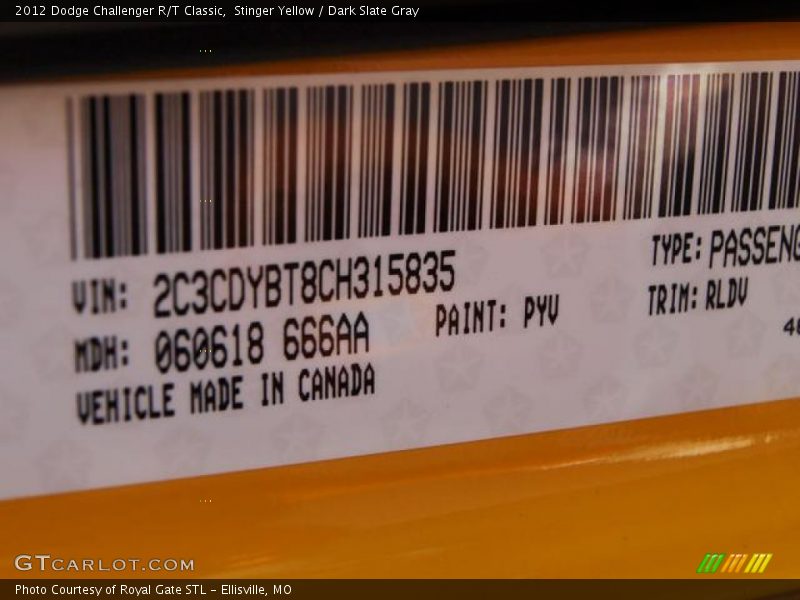 2012 Dodge Challenger R/T Classic,  Stinger Yellow / Dark Slate Gray
VIN: 2C3CDYBT8CH315835
TYPE: PASSENG
MDH: 060618 666AA
PAINT: PYV
TRIM: RLDV
VEHICLE MADE IN CANADA
GTCARLOT.COM
Photo Courtesy of Royal Gate STL - Ellisville, MO